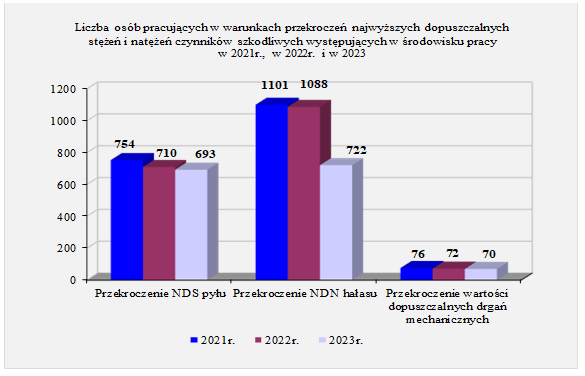 Liczba osób pracujących w warunkach przekroczeń najwyższych dopuszczalnych
stężeń i natężeń czynników szkodliwych występujących w środowisku pracy
w 2021r., w 2022r. i w 2023
1200
1000
800
600
400
200
0
754
710
693
1101
1088
722
76
72
70
Przekroczenie NDS pyłu
Przekroczenie NDN hałasu
Przekroczenie wartości
dopuszczalnych drgań
mechanicznych
2021r.
2022r.
2023r.